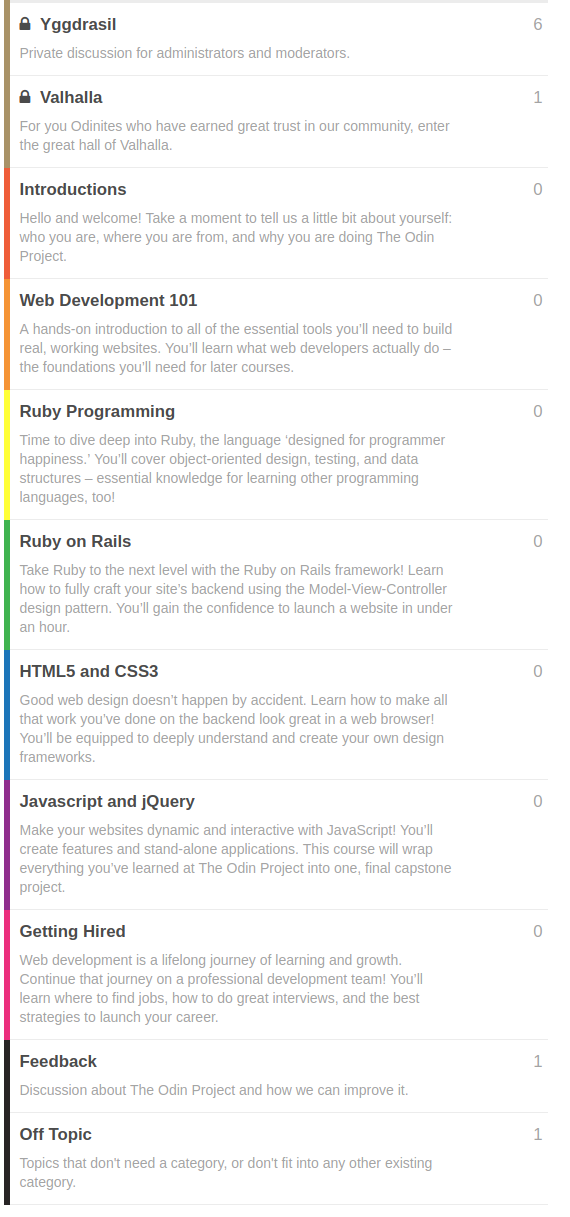 Yggdrasil 6
Private discussion for administrators and moderators.
Valhalla 1
For you Odinites who have earned great trust in our community, enter
the great hall of Valhalla.
Introductions 0
Hello and welcome! Take a moment to tell us a little bit about yourself:
who you are, where you are from, and why you are doing The Odin
Project.
Web Development 101 0
A hands-on introduction to all of the essential tools you’ll need to build
real, working websites. You’ll learn what web developers actually do –
the foundations you’ll need for later courses.
Ruby Programming 0
Time to dive deep into Ruby, the language ‘designed for programmer
happiness.’ You’ll cover object-oriented design, testing, and data
structures – essential knowledge for learning other programming
languages, too!
Ruby on Rails 0
Take Ruby to the next level with the Ruby on Rails framework! Learn
how to fully craft your site’s backend using the Model-View-Controller
design pattern. You’ll gain the confidence to launch a website in under
an hour.
HTML5 and CSS3 0
Good web design doesn’t happen by accident. Learn how to make all
that work you’ve done on the backend look great in a web browser!
You’ll be equipped to deeply understand and create your own design
frameworks.
Javascript and jQuery 0
Make your websites dynamic and interactive with JavaScript! You’ll
create features and stand-alone applications. This course will wrap
everything you’ve learned at The Odin Project into one, final capstone
project.
Getting Hired 0
Web development is a lifelong journey of learning and growth.
Continue that journey on a professional development team! You’ll
learn where to find jobs, how to do great interviews, and the best
strategies to launch your career.
Feedback 1
Discussion about The Odin Project and how we can improve it.
Off Topic 1
Topics that don't need a category, or don't fit into any other existing
category.